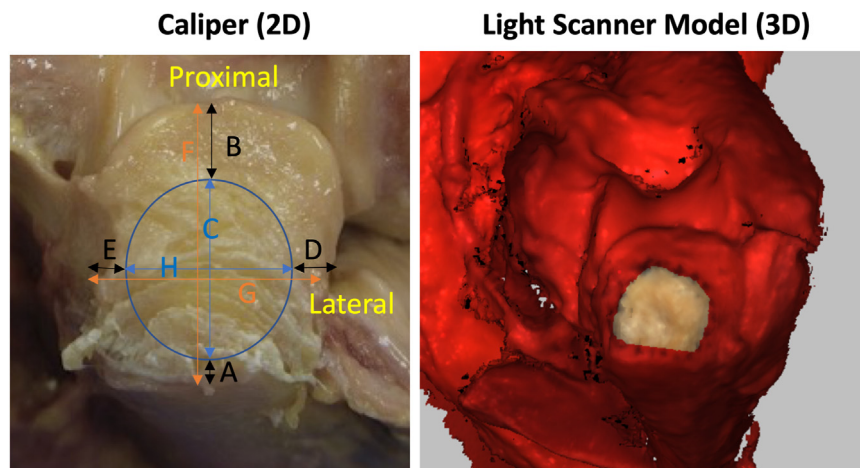 Caliper (2D)
Light Scanner Model (3D)
Proximal
F
B
C
E
D
H
G
Lateral
A